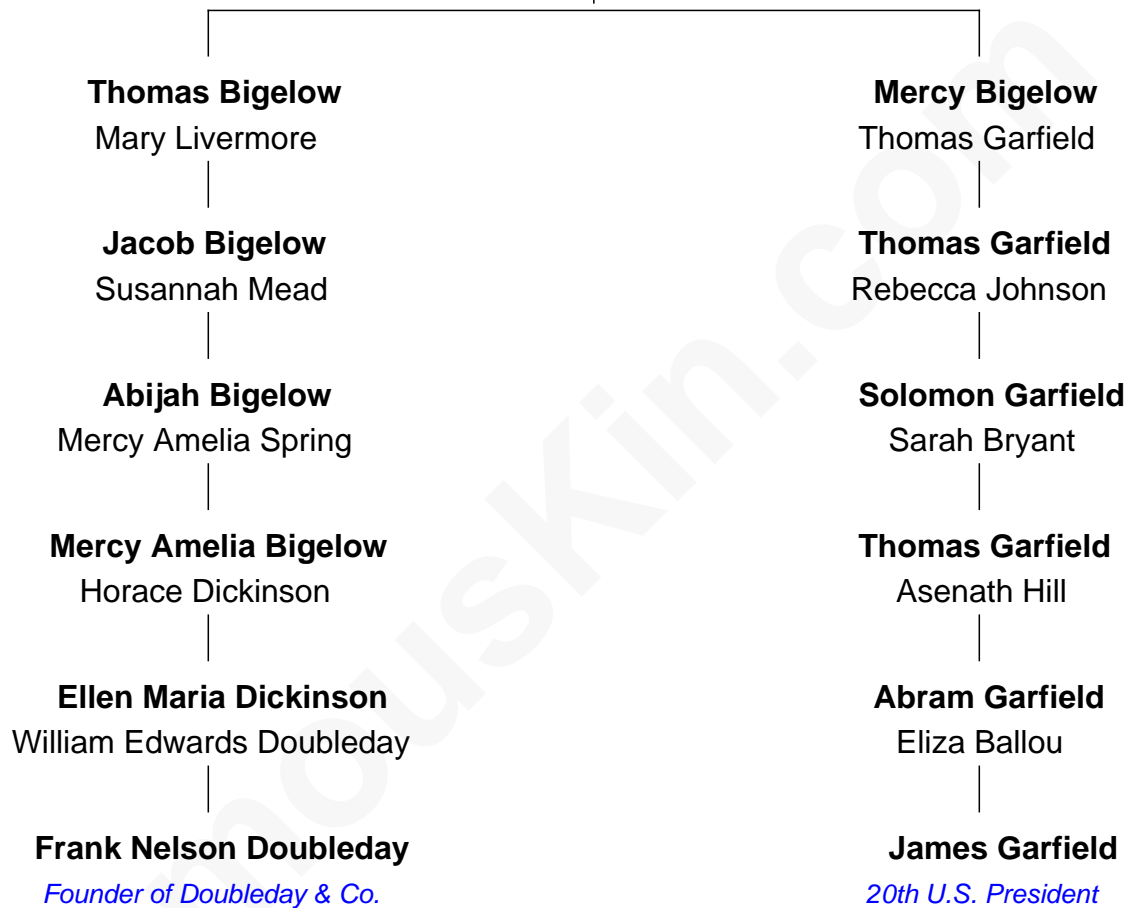 Thomas Bigelow
Mary Livermore
Mercy Bigelow
Thomas Garfield
Jacob Bigelow
Susannah Mead
Thomas Garfield
Rebecca Johnson
Abijah Bigelow
Mercy Amelia Spring
Solomon Garfield
Sarah Bryant
Mercy Amelia Bigelow
Horace Dickinson
Thomas Garfield
Asenath Hill
Ellen Maria Dickinson
William Edwards Doubleday
Abram Garfield
Eliza Ballou
Frank Nelson Doubleday
Founder of Doubleday & Co.
James Garfield
20th U.S. President
mousKin.com